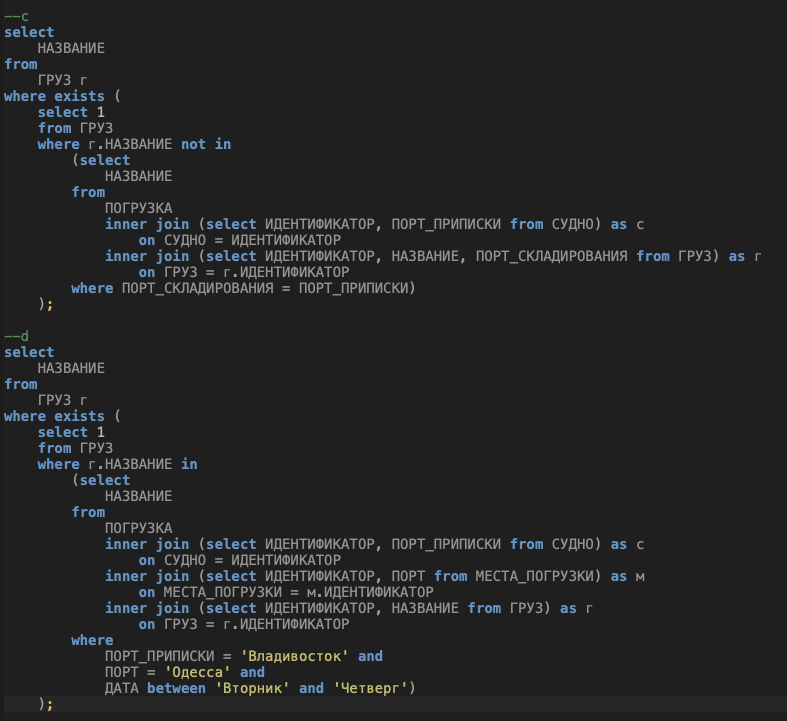 --c
select
    НАЗВАНИЕ
from
    ГРУЗ г
where exists (
    select 1
    from ГРУЗ
    where г.НАЗВАНИЕ not in
        (select
            НАЗВАНИЕ
        from
            ПОГРУЗКА
            inner join (select ИДЕНТИФИКАТОР, ПОРТ_ПРИПИСКИ from СУДНО) as с
                on СУДНО = ИДЕНТИФИКАТОР
            inner join (select ИДЕНТИФИКАТОР, НАЗВАНИЕ, ПОРТ_СКЛАДИРОВАНИЯ from ГРУЗ) as г
                on ГРУЗ = г.ИДЕНТИФИКАТОР
        where ПОРТ_СКЛАДИРОВАНИЯ = ПОРТ_ПРИПИСКИ)
    );
--d
select
    НАЗВАНИЕ
from
    ГРУЗ г
where exists (
    select 1
    from ГРУЗ
    where г.НАЗВАНИЕ in
        (select
            НАЗВАНИЕ
        from
            ПОГРУЗКА
            inner join (select ИДЕНТИФИКАТОР, ПОРТ_ПРИПИСКИ from СУДНО) as с
                on СУДНО = ИДЕНТИФИКАТОР
            inner join (select ИДЕНТИФИКАТОР, ПОРТ from МЕСТА_ПОГРУЗКИ) as м
                on МЕСТА_ПОГРУЗКИ = м.ИДЕНТИФИКАТОР
            inner join (select ИДЕНТИФИКАТОР, НАЗВАНИЕ from ГРУЗ) as г
                on ГРУЗ = г.ИДЕНТИФИКАТОР
        where
            ПОРТ_ПРИПИСКИ = 'Владивосток' and
            ПОРТ = 'Одесса' and
            ДАТА between 'Вторник' and 'Четверг')
    );